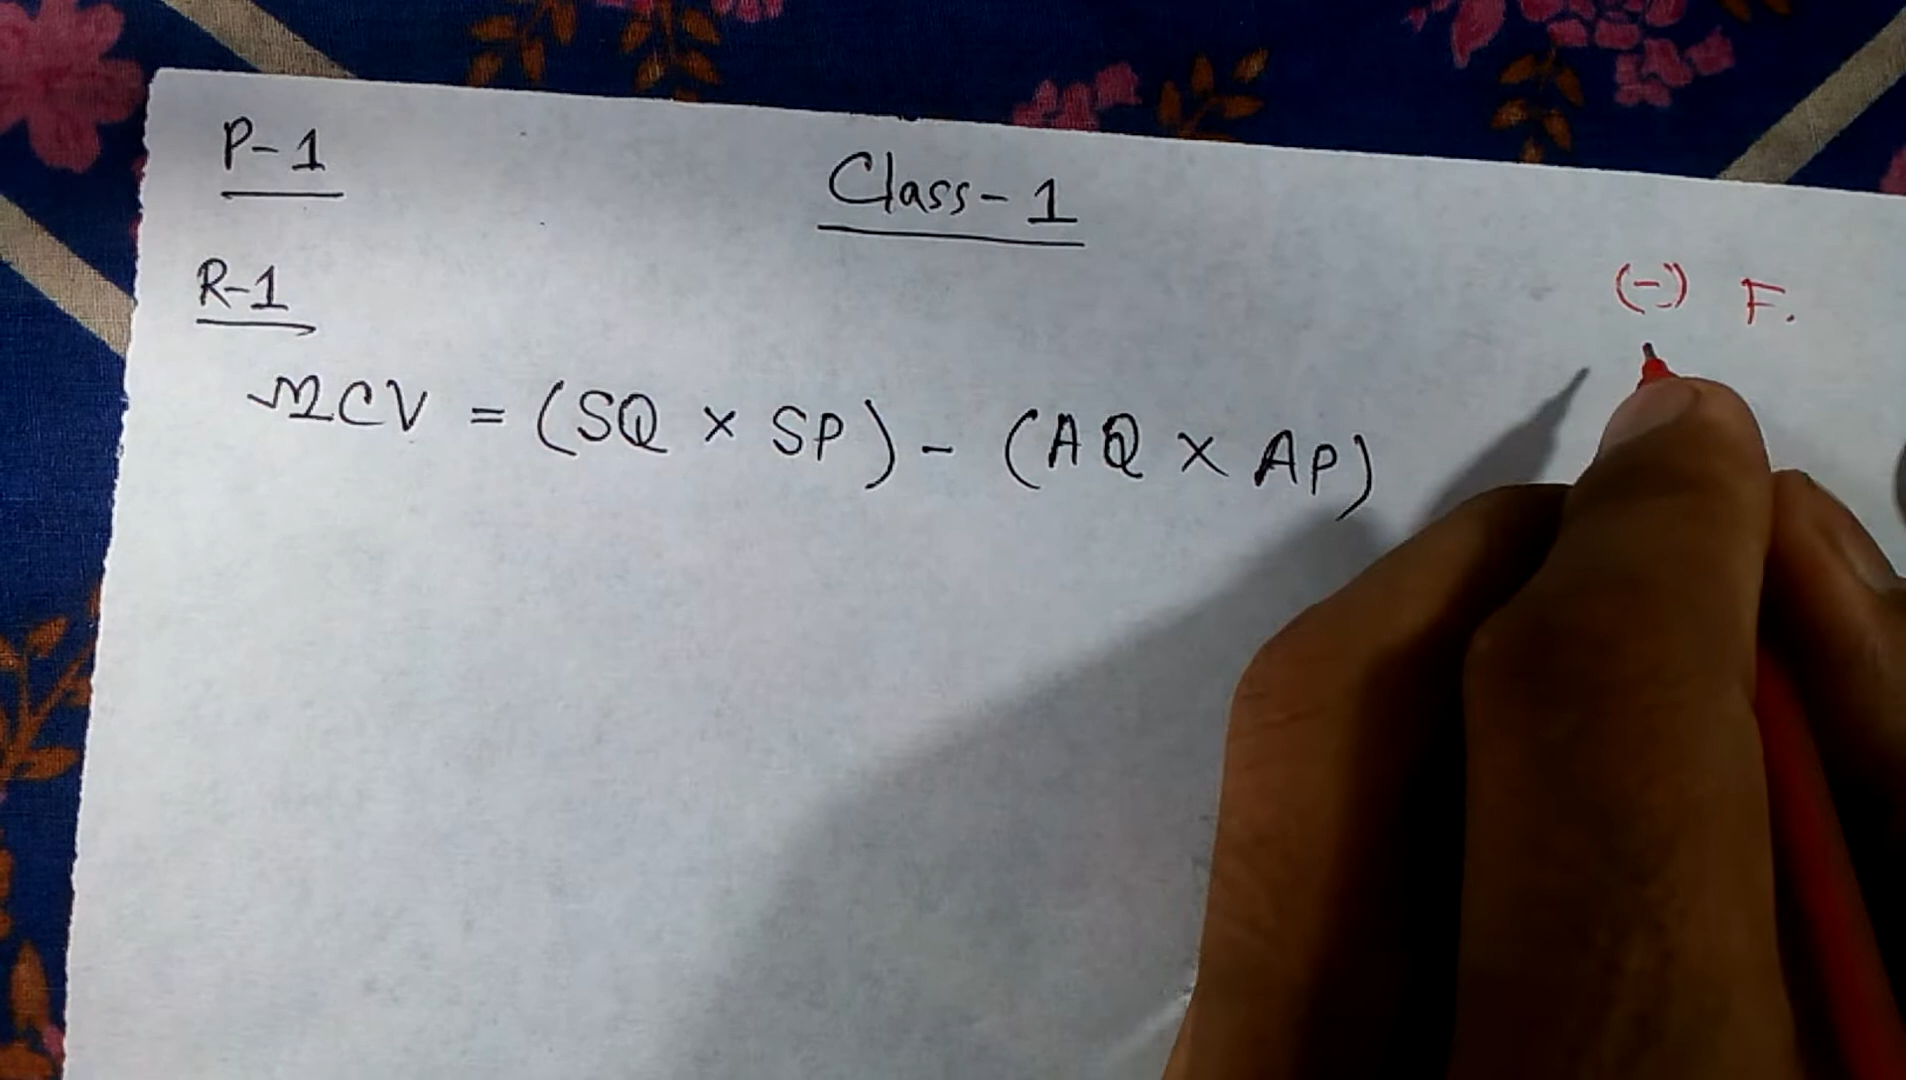 P-1
Class-1
R-1
(-) F.
MCV = (SQ × SP) - (AQ × AP)